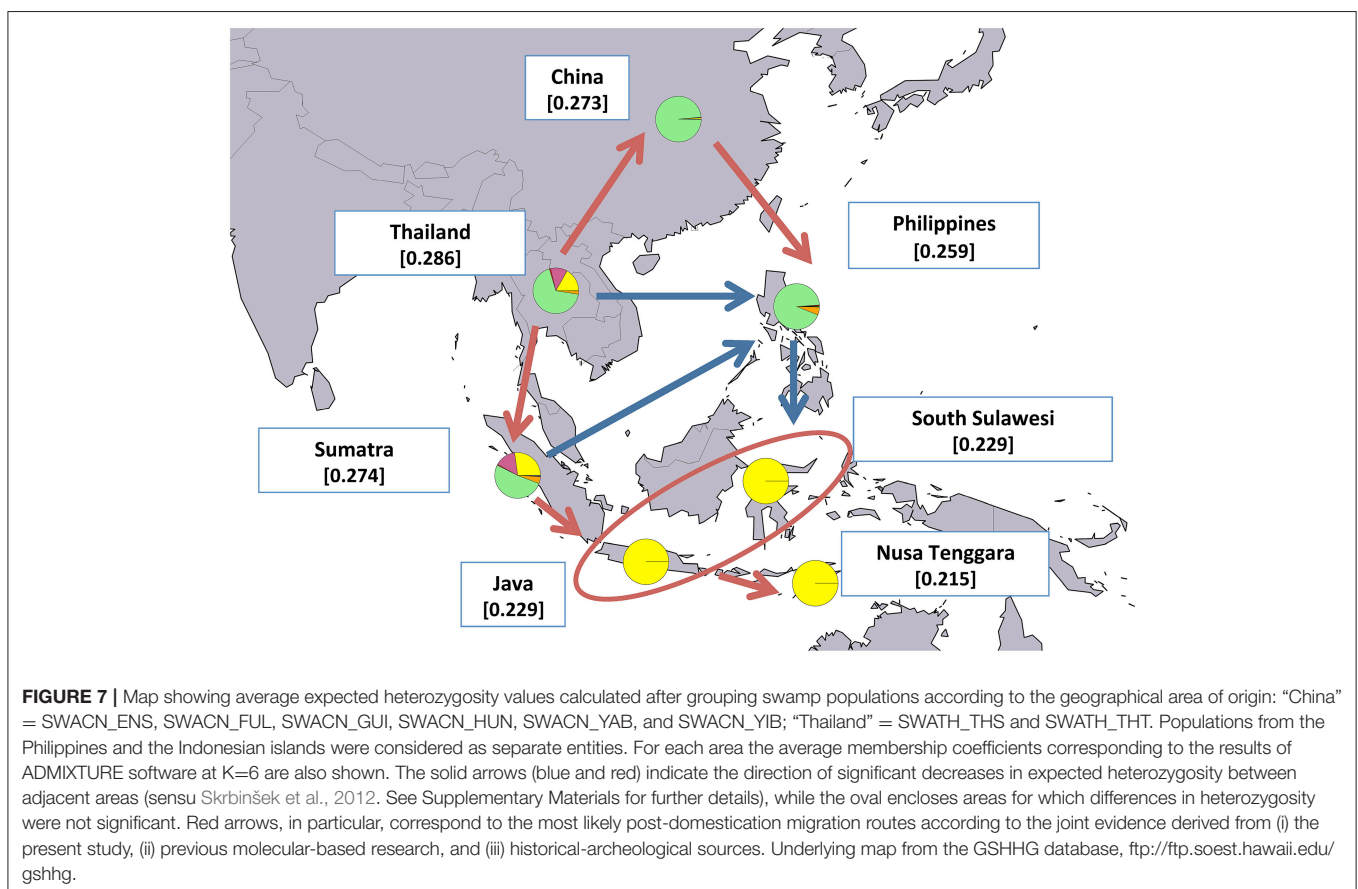 China
[0.273]
Thailand
[0.286]
Philippines
[0.259]
Sumatra
[0.274]
South Sulawesi
[0.229]
Java
[0.229]
Nusa Tenggara
[0.215]
FIGURE 7 | Map showing average expected heterozygosity values calculated after grouping swamp populations according to the geographical area of origin: “China”
= SWACN_ENS, SWACN_FUL, SWACN_GUI, SWACN_HUN, SWACN_YAB, and SWACN_YIB; “Thailand” = SWATH_THS and SWATH_THT. Populations from the
Philippines and the Indonesian islands were considered as separate entities. For each area the average membership coefficients corresponding to the results of
ADMIXTURE software at K=6 are also shown. The solid arrows (blue and red) indicate the direction of significant decreases in expected heterozygosity between
adjacent areas (sensu Skrbinšek et al., 2012. See Supplementary Materials for further details), while the oval encloses areas for which differences in heterozygosity
were not significant. Red arrows, in particular, correspond to the most likely post-domestication migration routes according to the joint evidence derived from (i) the
present study, (ii) previous molecular-based research, and (iii) historical-archeological sources. Underlying map from the GSHHG database, ftp://ftp.soest.hawaii.edu/
gshhg.